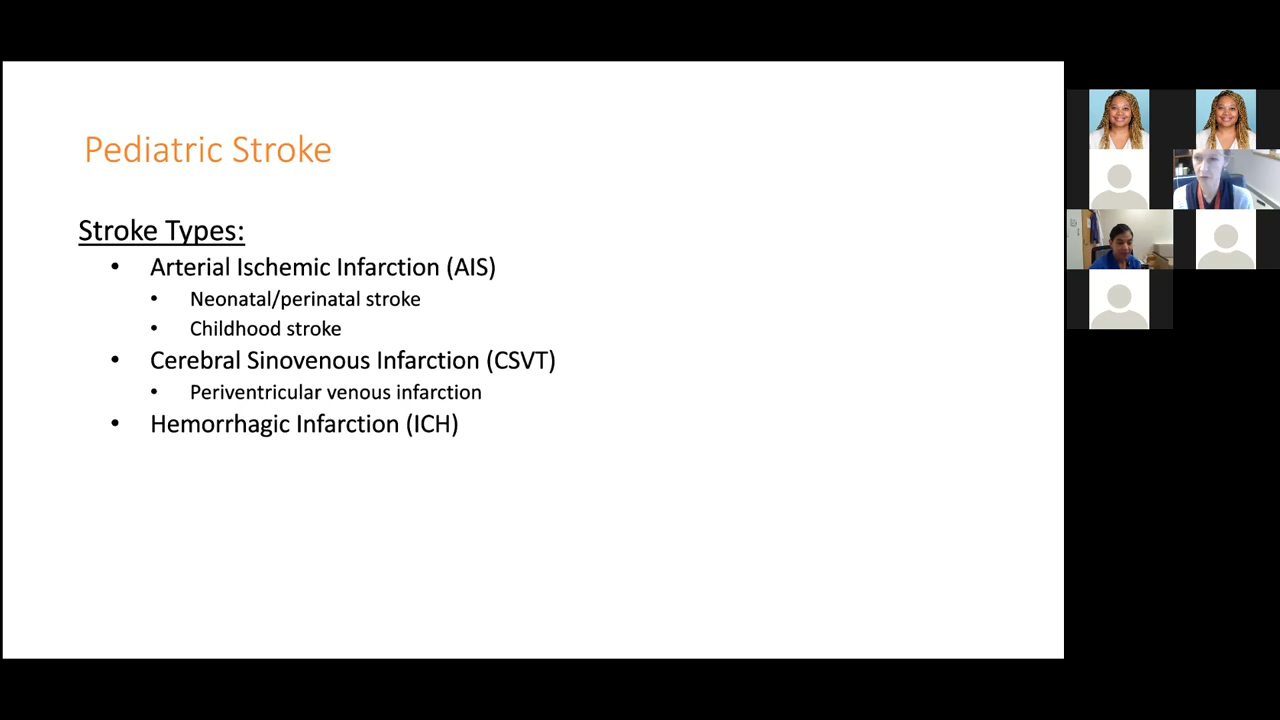 Pediatric Stroke
Stroke Types:
• Arterial Ischemic Infarction (AIS)
• Neonatal/perinatal stroke
• Childhood stroke
• Cerebral Sinovenous Infarction (CSVT)
• Periventricular venous infarction
• Hemorrhagic Infarction (ICH)